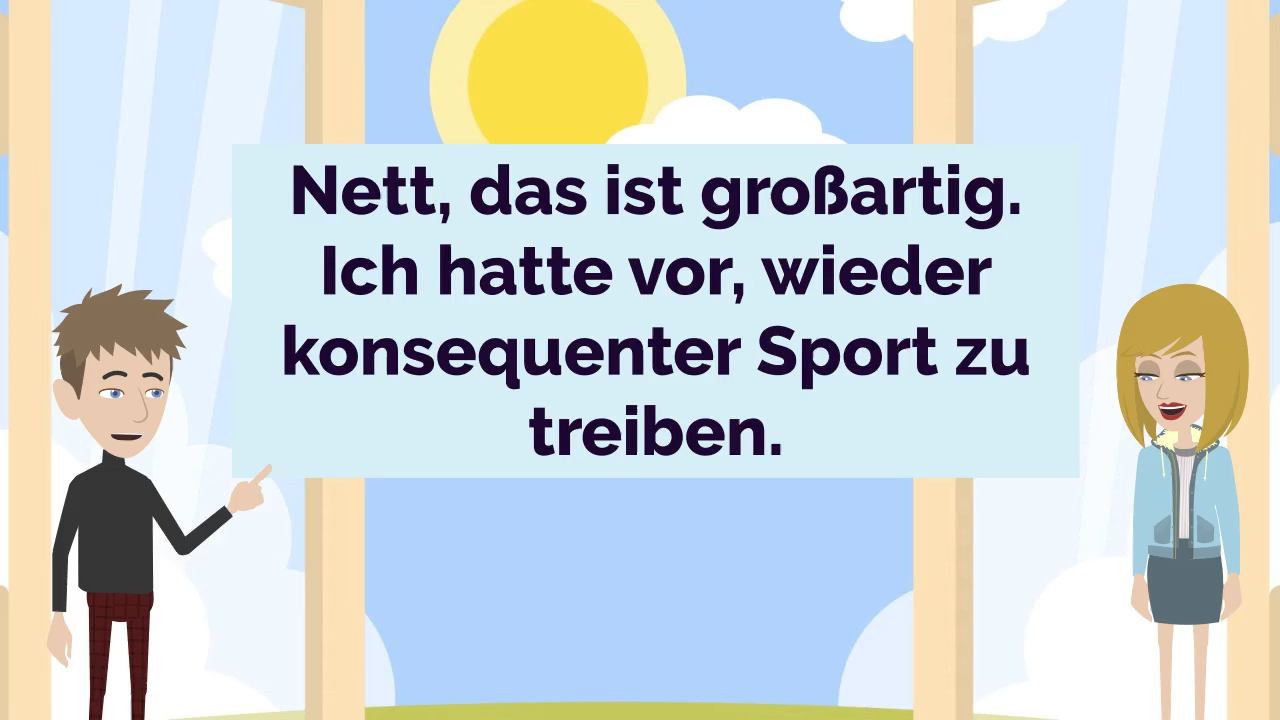 Nett, das ist großartig.
Ich hatte vor, wieder
konsequenter Sport zu
treiben.